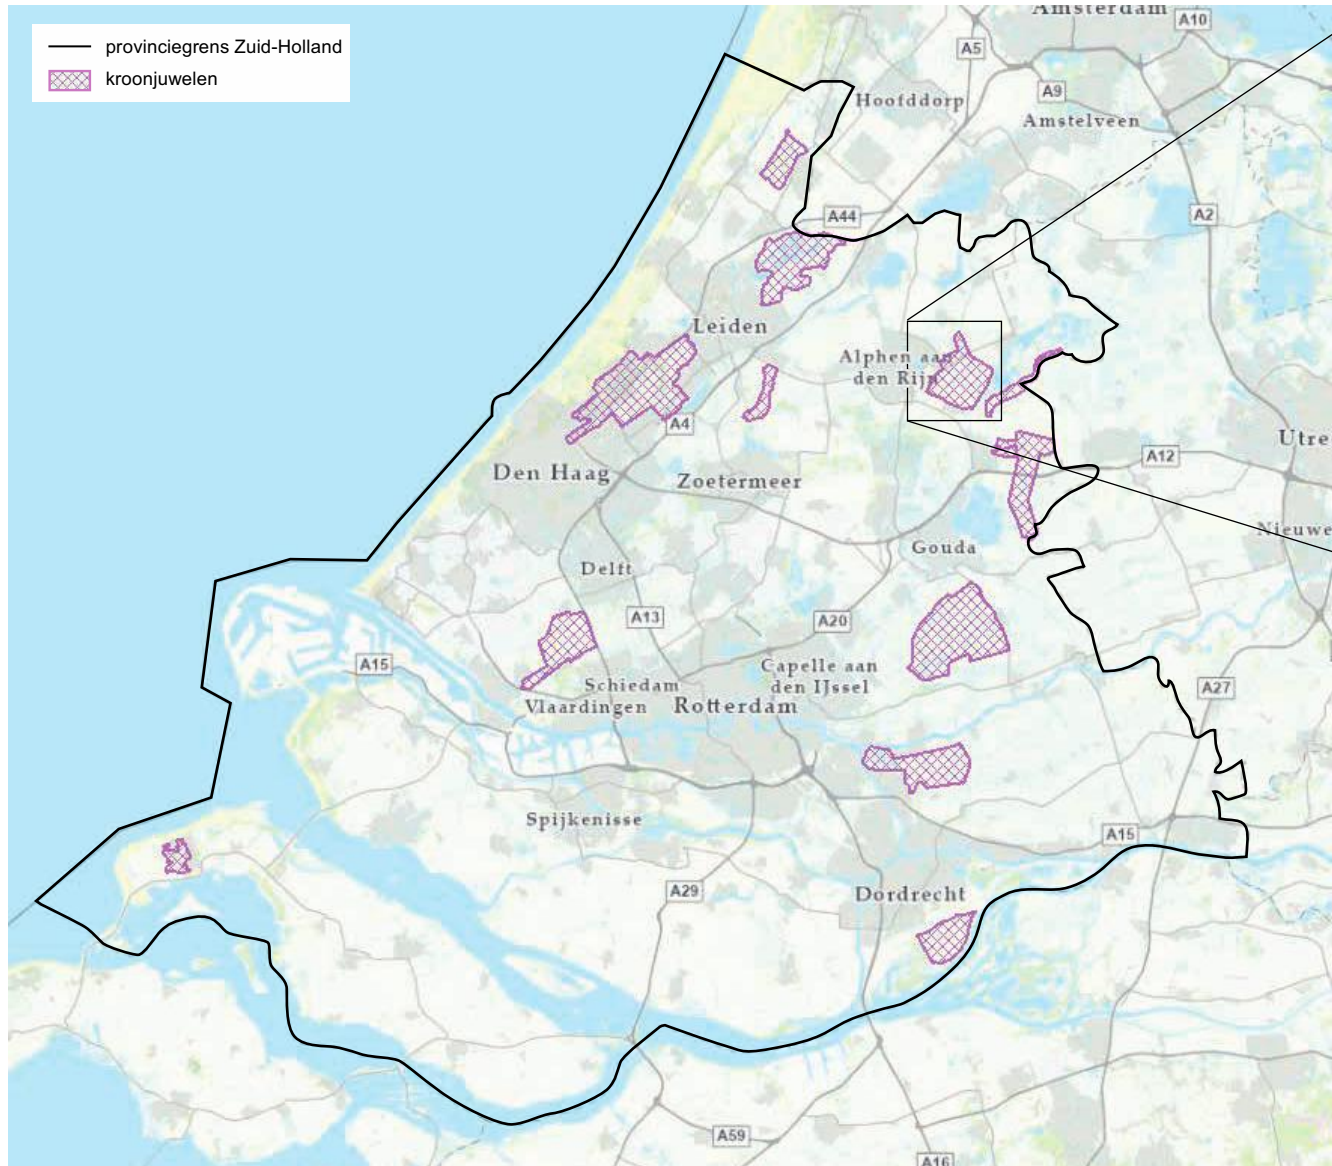 provinciegrens Zuid-Holland
kroonjuwelen
Amsterdam
A10
A5
A9
Hoofddorp
Amstelveen
A44
A2
Leiden
Alphen aan
den Rijn
A4
Den Haag
Zoetermeer
A12
Utre
Nieuwe
Gouda
Delft
A13
A20
A15
Capelle aan
den IJssel
Schiedam
Vlaardingen
Rotterdam
A27
Spijkenisse
A15
A29
Dordrecht
A59
A16